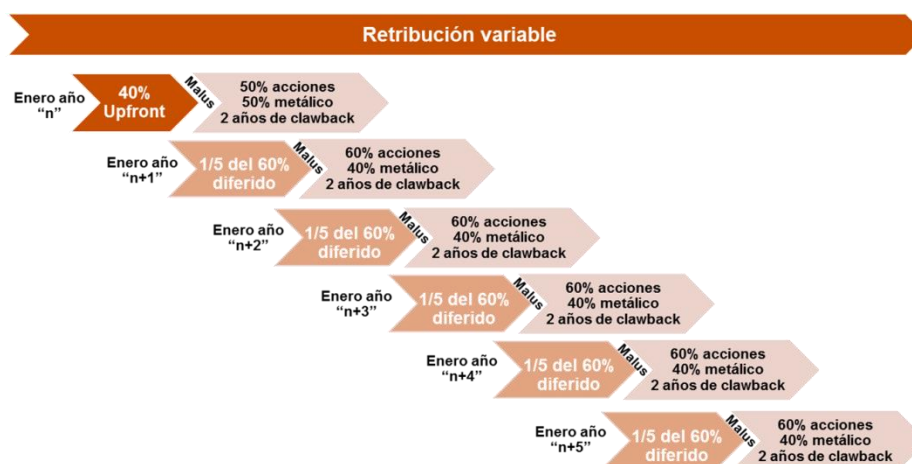 Retribución variable
Enero año
“n”
40%
Upfront
Malus
50% acciones
50% metálico
2 años de clawback
Enero año
“n+1”
1/5 del 60%
diferido
Malus
60% acciones
40% metálico
2 años de clawback
Enero año
“n+2”
1/5 del 60%
diferido
Malus
60% acciones
40% metálico
2 años de clawback
Enero año
“n+3”
1/5 del 60%
diferido
Malus
60% acciones
40% metálico
2 años de clawback
Enero año
“n+4”
1/5 del 60%
diferido
Malus
60% acciones
40% metálico
2 años de clawback
Enero año
“n+5”
1/5 del 60%
diferido
Malus
60% acciones
40% metálico
2 años de clawback